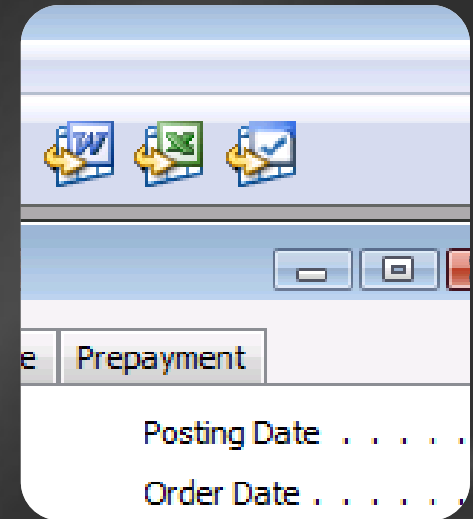 W X
e Prepayment
Posting Date . . . . .
Order Date . . . . . .